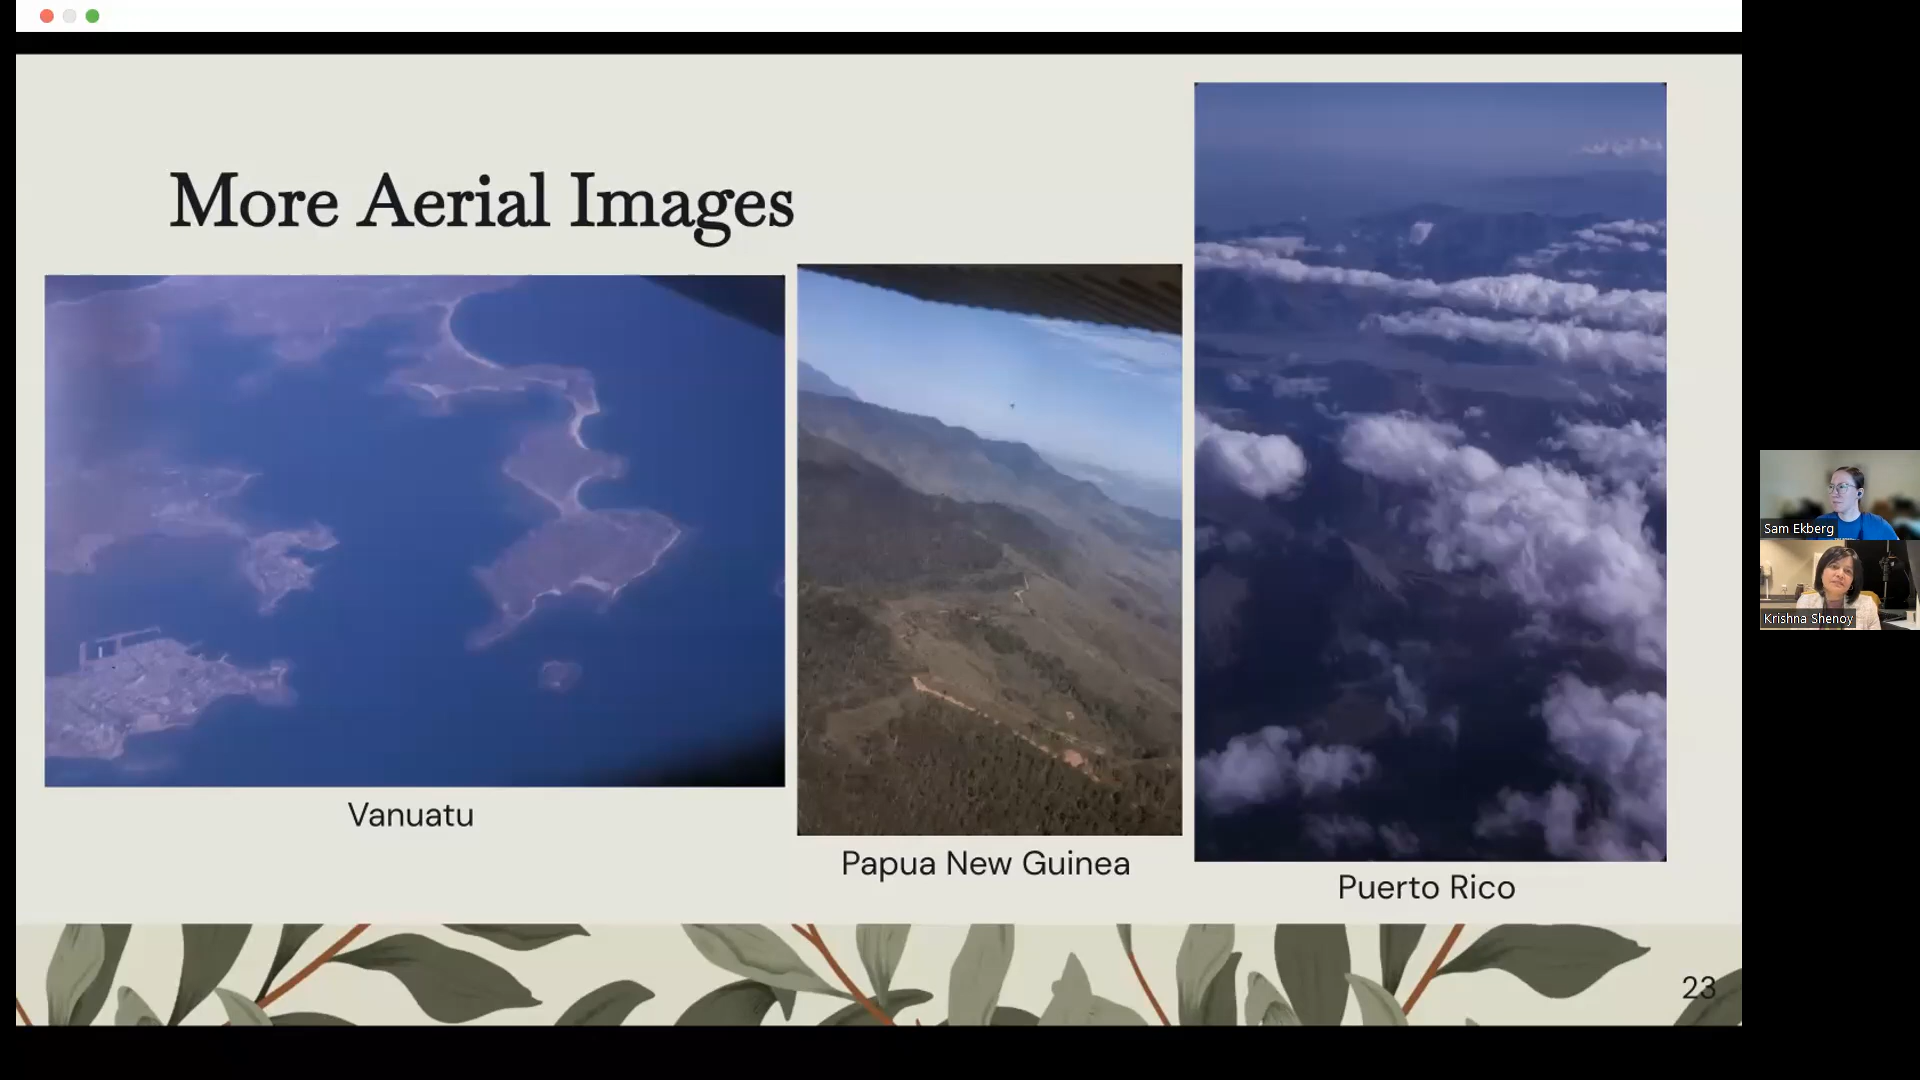 More Aerial Images
Vanuatu
Papua New Guinea
Puerto Rico
23
Sam Ekberg
Krishna Shenoy